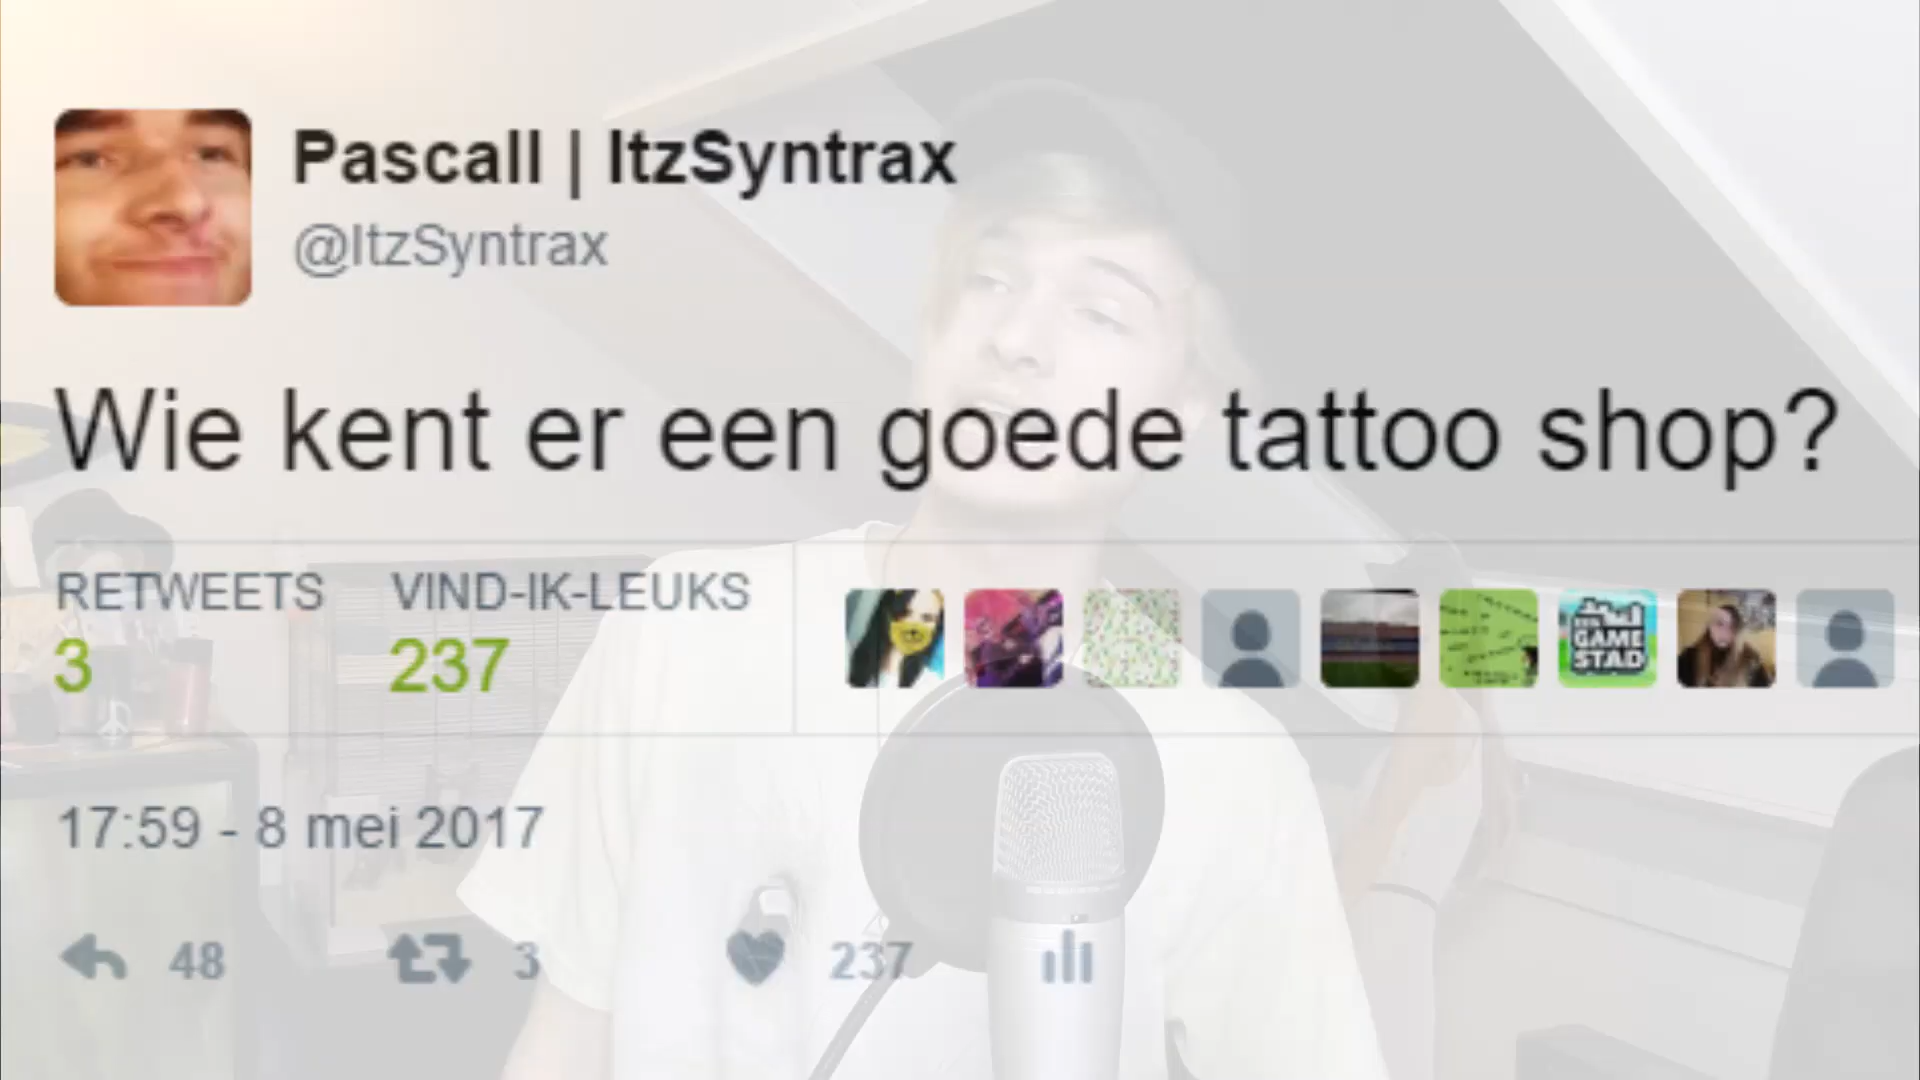 Pascall | ItzSyntrax
@ItzSyntrax
Wie kent er een goede tattoo shop?
RETWEETS VIND-IK-LEUKS
3 237
GAME
STAD
17:59 - 8 mei 2017
48 3 237